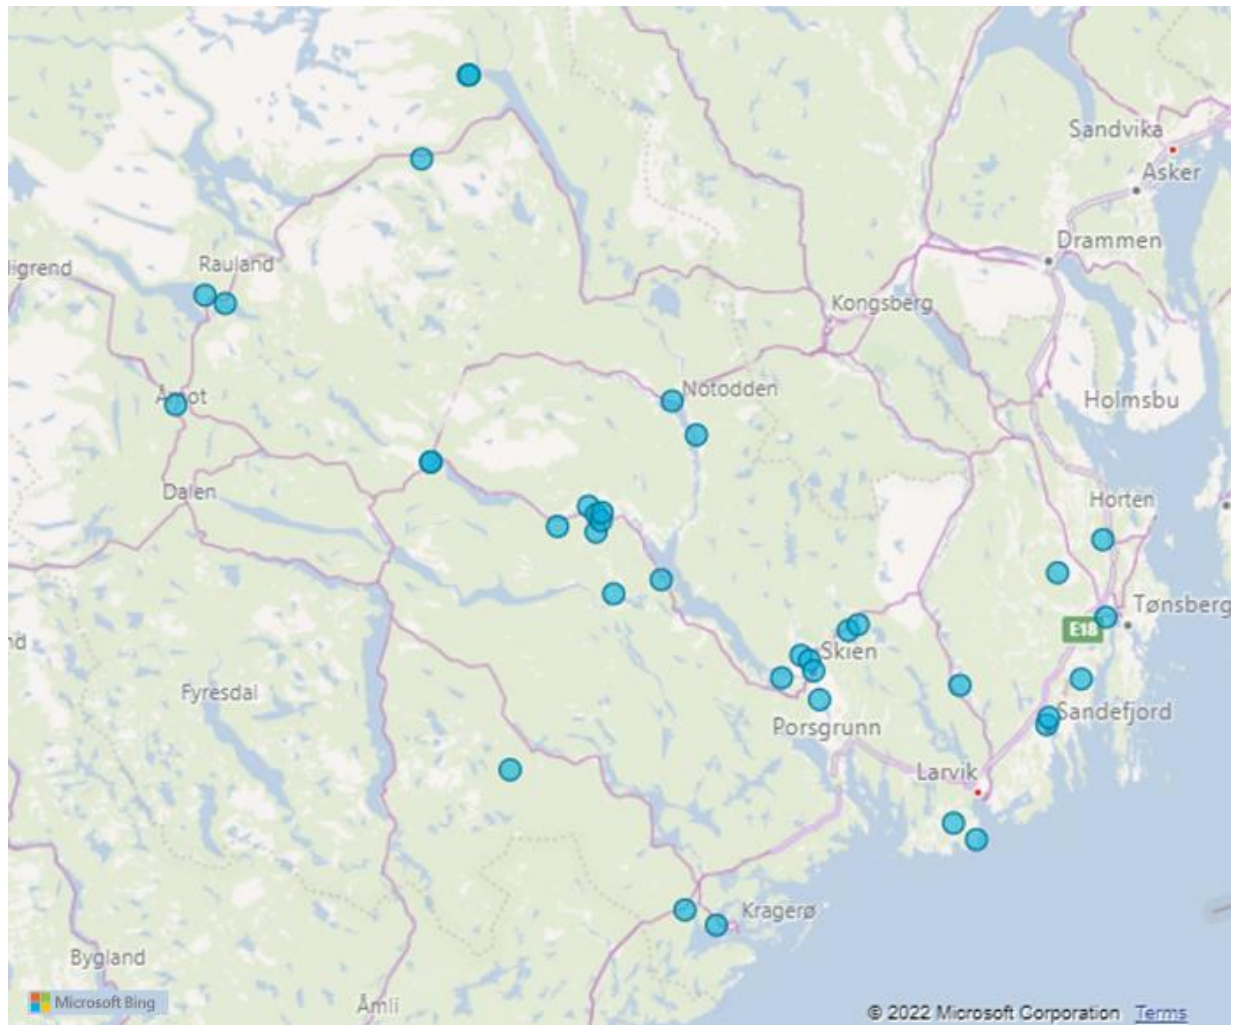 Sandvika
Asker
Drammen
Rauland
Kongsberg
Notodden
Holmsbu
Dalen
Horten
Tønsberg
E18
Skien
Fyresdal
Sandefjord
Porsgrunn
Larvik
Kragerø
Bygland
Åmli
Microsoft Bing
© 2022 Microsoft Corporation Terms